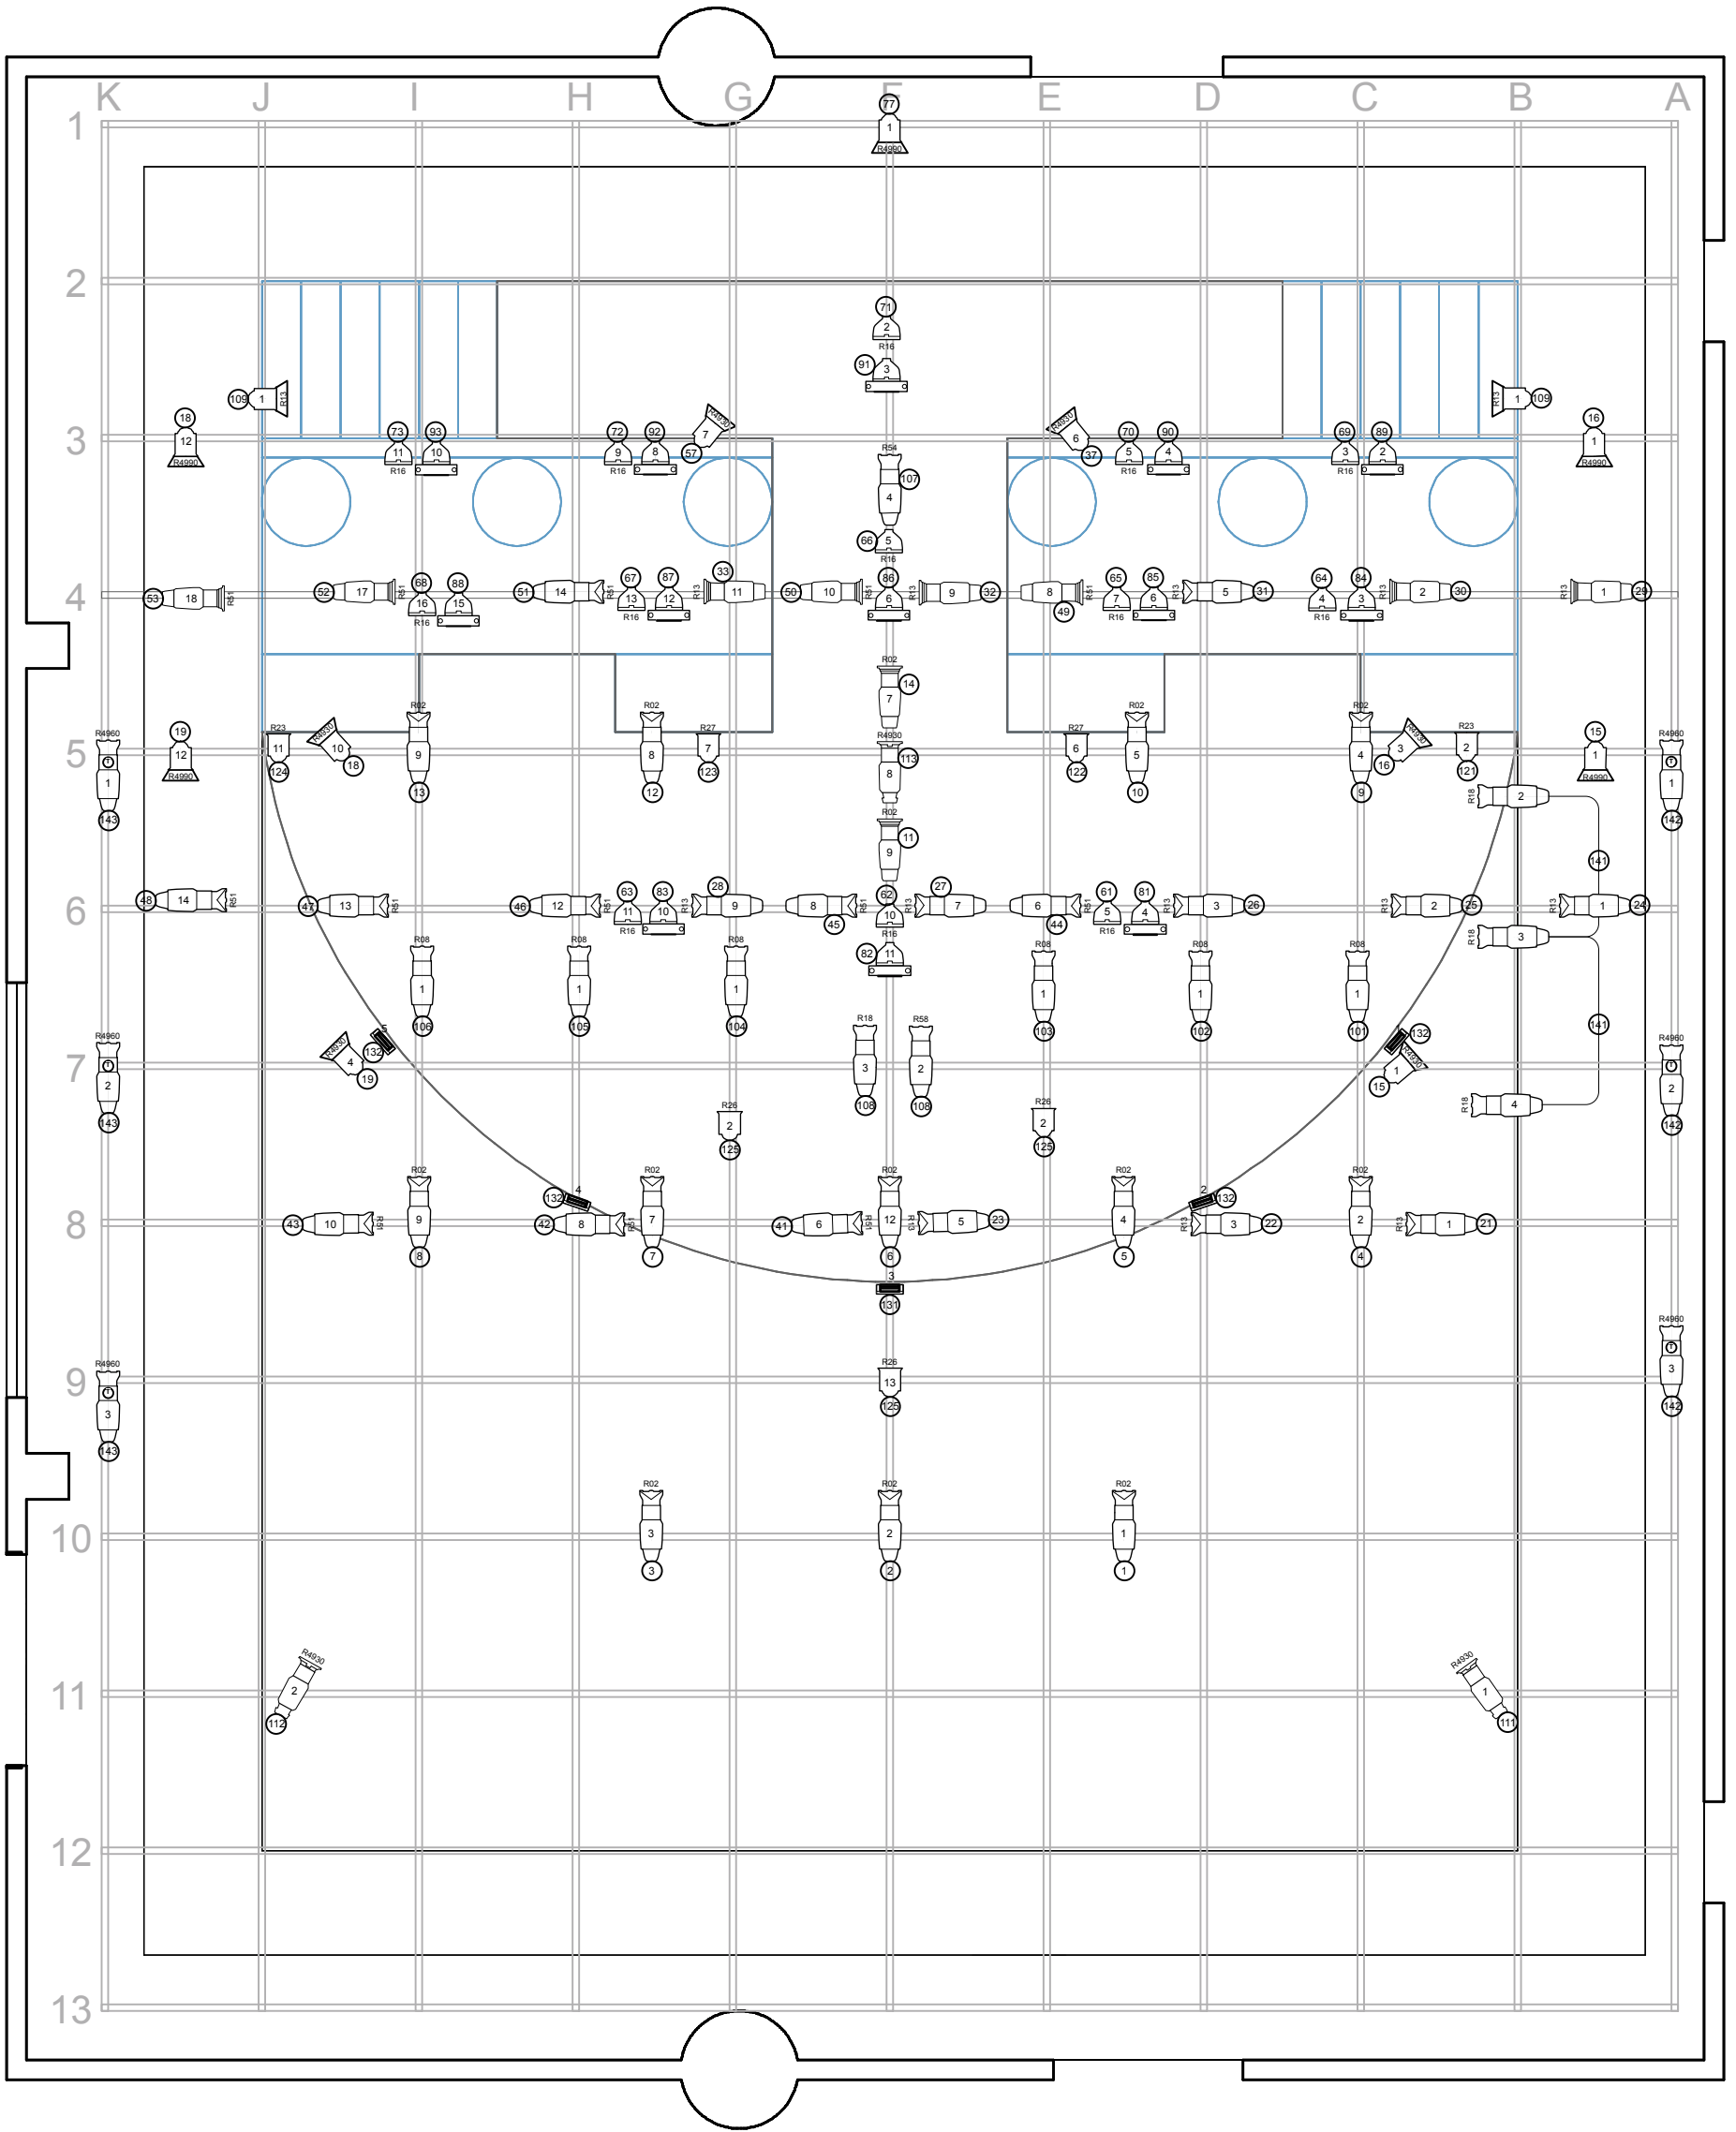 77
K J I H G F E D C B A
1
1
R4990
2
71
2
R16
91
3
109 1 R13
R13 1 109
18
12
R4990
16
1
R4990
3
73 93
11 10
R16
72 92
9 8
R16
R4930
7
57
R4930
6
37
70 90
5 4
R16
69 89
3 2
R16
R54
107
4
66 5
R16
4
53 18 R51
52 17 R51
68 88
16 15
R16
51 14 R51
67 87
13 12
R16
33
R13 11
50 10 R51
86
6
R13 9 32
8 R51
49
65 85
7 6
R16
R13 5 31
64 84
4 3
R16
R13 2 30
R13 1 29
R02
14
7
5
R4960
1
143
19
12
R4990
R23
11
124
R4930
10
18
R02
9
13
R02
8
12
R27
7
123
R4930
113
8
R27
6
122
R02
5
10
R02
4
9
R4930
3
16
R23
2
121
15
1
R4990
R4960
1
142
R18 2
141
R02
11
9
6
48 14 R51
47 13 R51
46 12 R51
63 83
11 10
R16
28
R13 9
8 R51
45
62
10
R16
27
R13 7
6 R51
44
61 81
5 4
R16
R13 3 26
R13 2 25
R13 1 24
R18 3
82 11
R08
1
106
R08
1
105
R08
1
104
R08
1
103
R08
1
102
R08
1
101
141
7
R4960
2
143
R4930
4
19
5
132
R18
3
108
R58
2
108
1
132
R4930
1
15
R4960
2
142
R18 4
R26
2
125
R26
2
125
8
43 10 R51
R02
9
8
4
132
42 8 R51
R02
7
7
41 6 R51
R02
12
6
R13 5 23
R02
4
5
2
132
R13 3 22
R02
2
4
R13 1 21
3
131
9
R4960
3
143
R26
13
125
R4960
3
142
10
R02
3
3
R02
2
2
R02
1
1
11
R4930
2
112
R4930
1
111
12
13